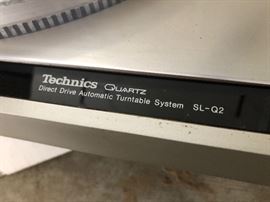 Technics QUARTZ
Direct Drive Automatic Turntable System SL-Q2